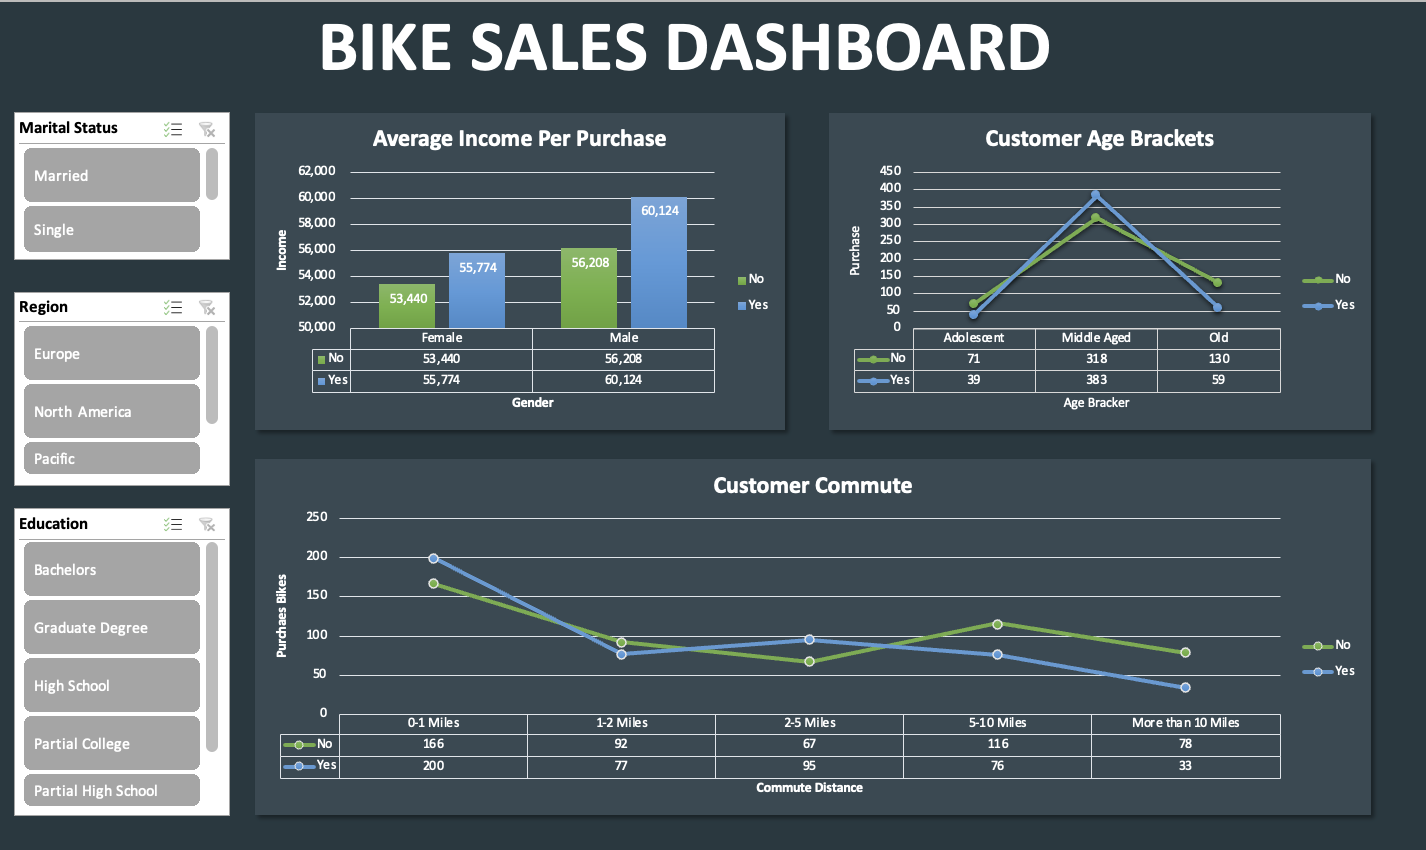 BIKE SALES DASHBOARD
Marital Status
Married
Single
Region
Europe
North America
Pacific
Education
Bachelors
Graduate Degree
High School
Partial College
Partial High School
Average Income Per Purchase
62,000
60,000
58,000
56,000
54,000
52,000
50,000
Income
53,440
55,774
56,208
60,124
No
Yes
Female Male
No 53,440 56,208
Yes 55,774 60,124
Gender
Customer Age Brackets
450
400
350
300
250
200
150
100
50
0
Purchase
No
Yes
Adolescent Middle Aged Old
No 71 318 130
Yes 39 383 59
Age Bracker
Customer Commute
250
200
150
100
50
0
Purchaes Bikes
No
Yes
0-1 Miles 1-2 Miles 2-5 Miles 5-10 Miles More than 10 Miles
No 166 92 67 116 78
Yes 200 77 95 76 33
Commute Distance